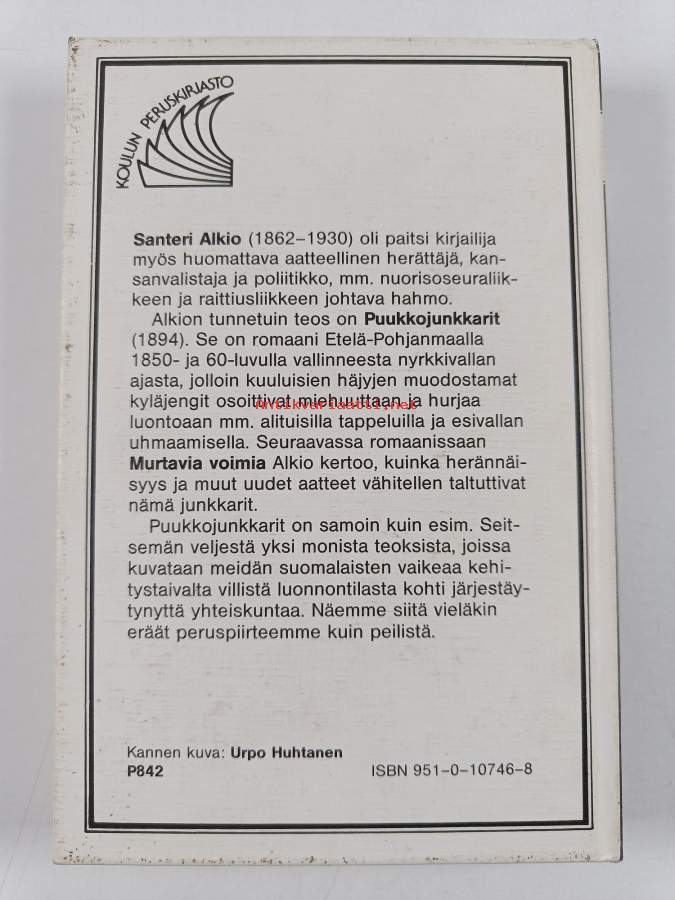 KOULUN PERUSKIRJASTO
Santeri Alkio (1862–1930) oli paitsi kirjailija
myös huomattava aatteellinen herättäjä, kan-
sanvalistaja ja poliitikko, mm. nuorisoseuraliik-
keen ja raittiusliikkeen johtava hahmo.
Alkion tunnetuin teos on Puukkojunkkarit
(1894). Se on romaani Etelä-Pohjanmaalla
1850- ja 60-luvulla vallinneesta nyrkkivallan
ajasta, jolloin kuuluisien häjyjen muodostamat
kyläjengit osoittivat miehuuttaan ja hurjaa
Antikvariaatti.net
luontoaan mm. alituisilla tappeluilla ja esivallan
uhmaamisella. Seuraavassa romaanissaan
Murtavia voimia Alkio kertoo, kuinka herännäi-
syys ja muut uudet aatteet vähitellen taltuttivat
nämä junkkarit.
Puukkojunkkarit on samoin kuin esim. Seit-
semän veljestä yksi monista teoksista, joissa
kuvataan meidän suomalaisten vaikeaa kehi-
tystaivalta villistä luonnontilasta kohti järjestäy-
tynyttä yhteiskuntaa. Näemme siitä vieläkin
eräät peruspiirteemme kuin peilistä.
Kannen kuva: Urpo Huhtanen
P842
ISBN 951-0-10746-8